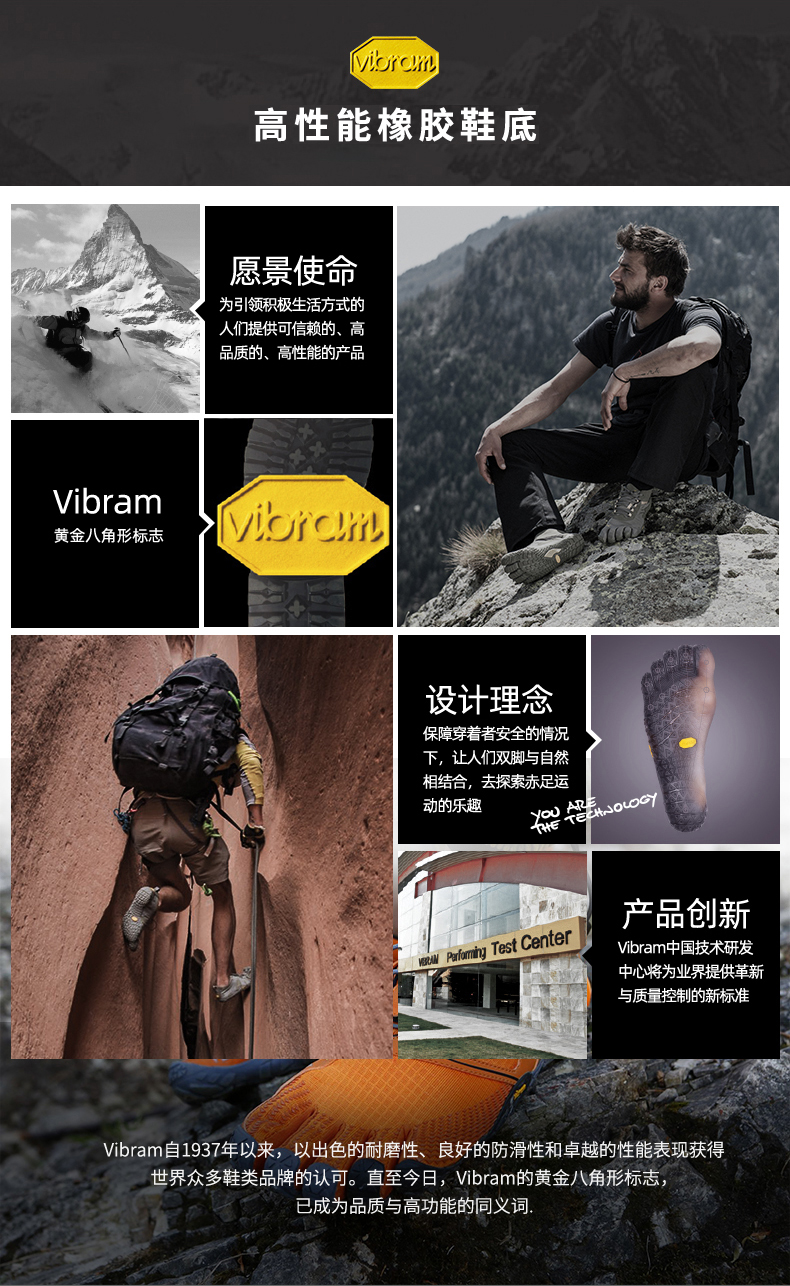 vibram
高性能橡胶鞋底
愿景使命
为引领积极生活方式的
人们提供可信赖的、高
品质的、高性能的产品
Vibram
黄金八角形标志
vibram
设计理念
保障穿着者安全的情况
下，让人们双脚与自然
相结合，去探索赤足运
动的乐趣
YOU ARE
THE TECHNOLOGY
VIBRAM Performing Test Center
产品创新
Vibram中国技术研发
中心将为业界提供革新
与质量控制的新标准
Vibram自1937年以来，以出色的耐磨性、良好的防滑性和卓越的性能表现获得
世界众多鞋类品牌的认可。直至今日，Vibram的黄金八角形标志，
已成为品质与高功能的同义词.